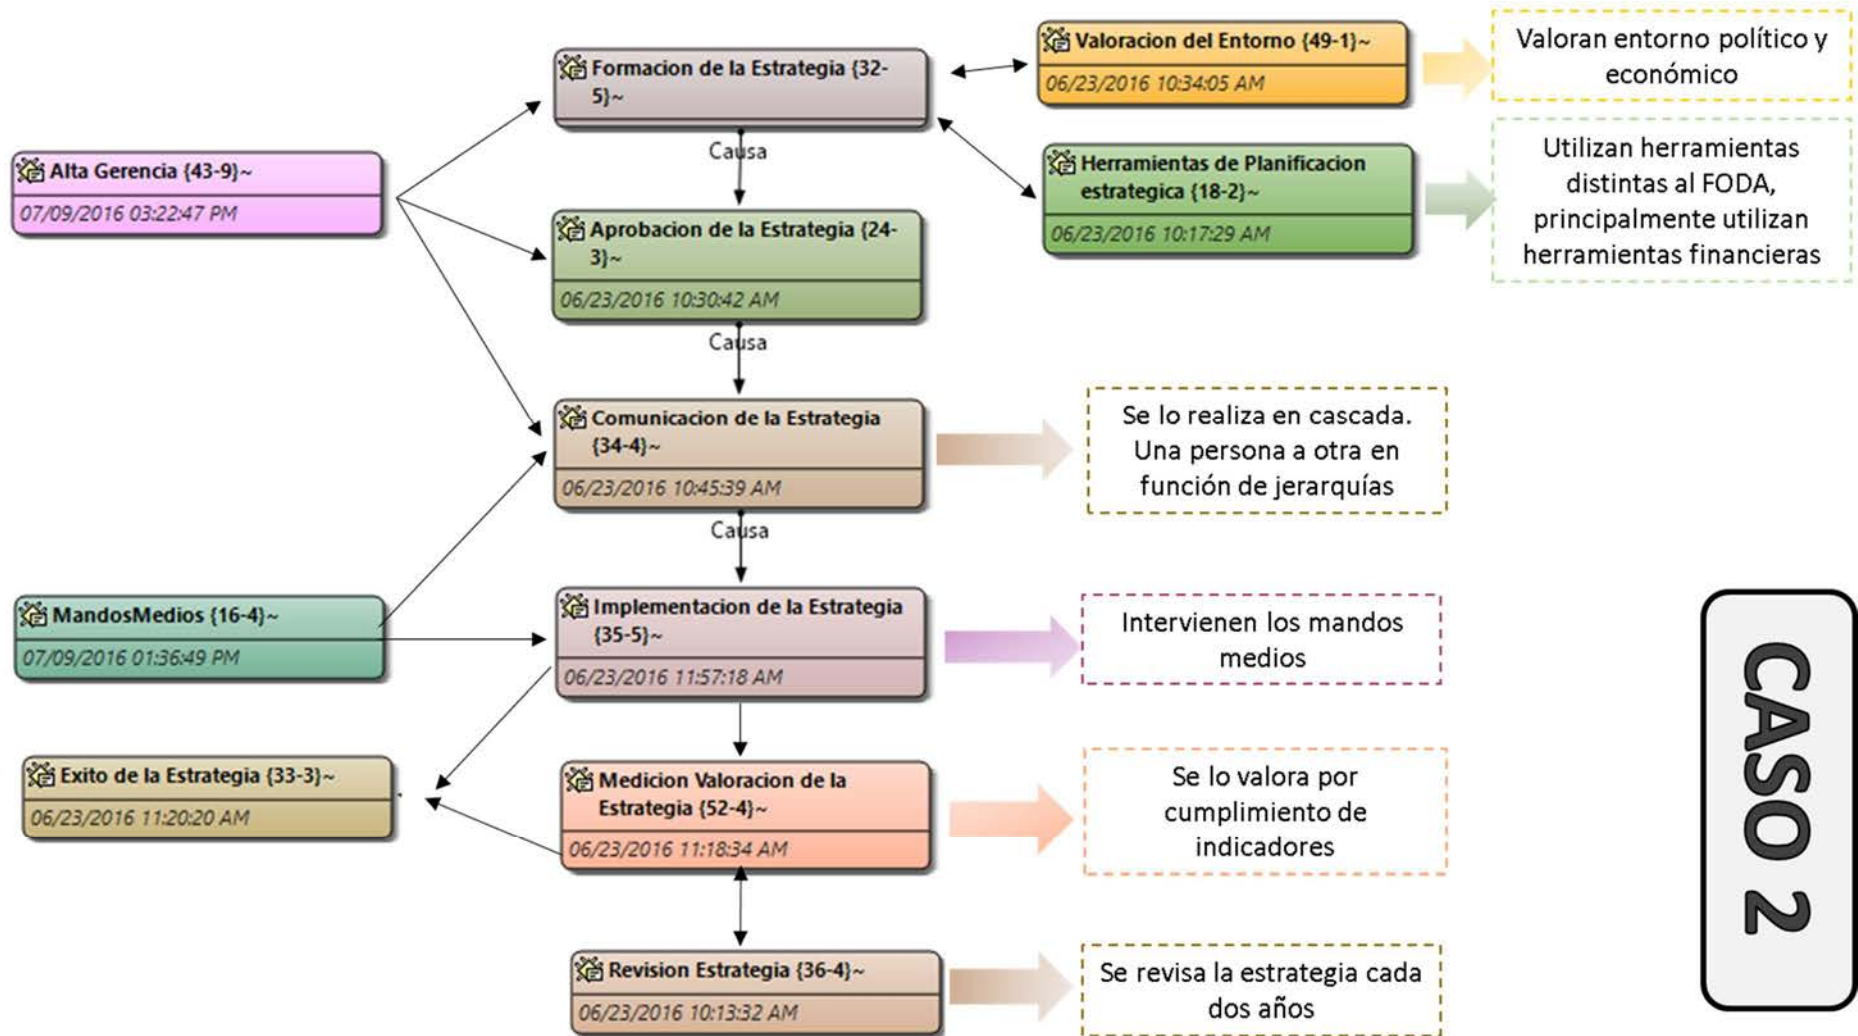 Formacion de la Estrategia {32-
5}~
Valoracion del Entorno {49-1}~
06/23/2016 10:34:05 AM
Valoran entorno político y
económico
Causa
Alta Gerencia {43-9}~
07/09/2016 03:22:47 PM
Herramientas de Planificacion
estrategica {18-2}~
06/23/2016 10:17:29 AM
Utilizan herramientas
distintas al FODA,
principalmente utilizan
herramientas financieras
Aprobacion de la Estrategia {24-
3}~
06/23/2016 10:30:42 AM
Causa
Comunicacion de la Estrategia
{34-4}~
06/23/2016 10:45:39 AM
Se lo realiza en cascada.
Una persona a otra en
función de jerarquías
Causa
MandosMedios {16-4}~
07/09/2016 01:36:49 PM
Implementacion de la Estrategia
{35-5}~
06/23/2016 11:57:18 AM
Intervienen los mandos
medios
Exito de la Estrategia {33-3}~
06/23/2016 11:20:20 AM
Medicion Valoracion de la
Estrategia {52-4}~
06/23/2016 11:18:34 AM
Se lo valora por
cumplimiento de
indicadores
Revision Estrategia {36-4}~
06/23/2016 10:13:32 AM
Se revisa la estrategia cada
dos años
CASO 2